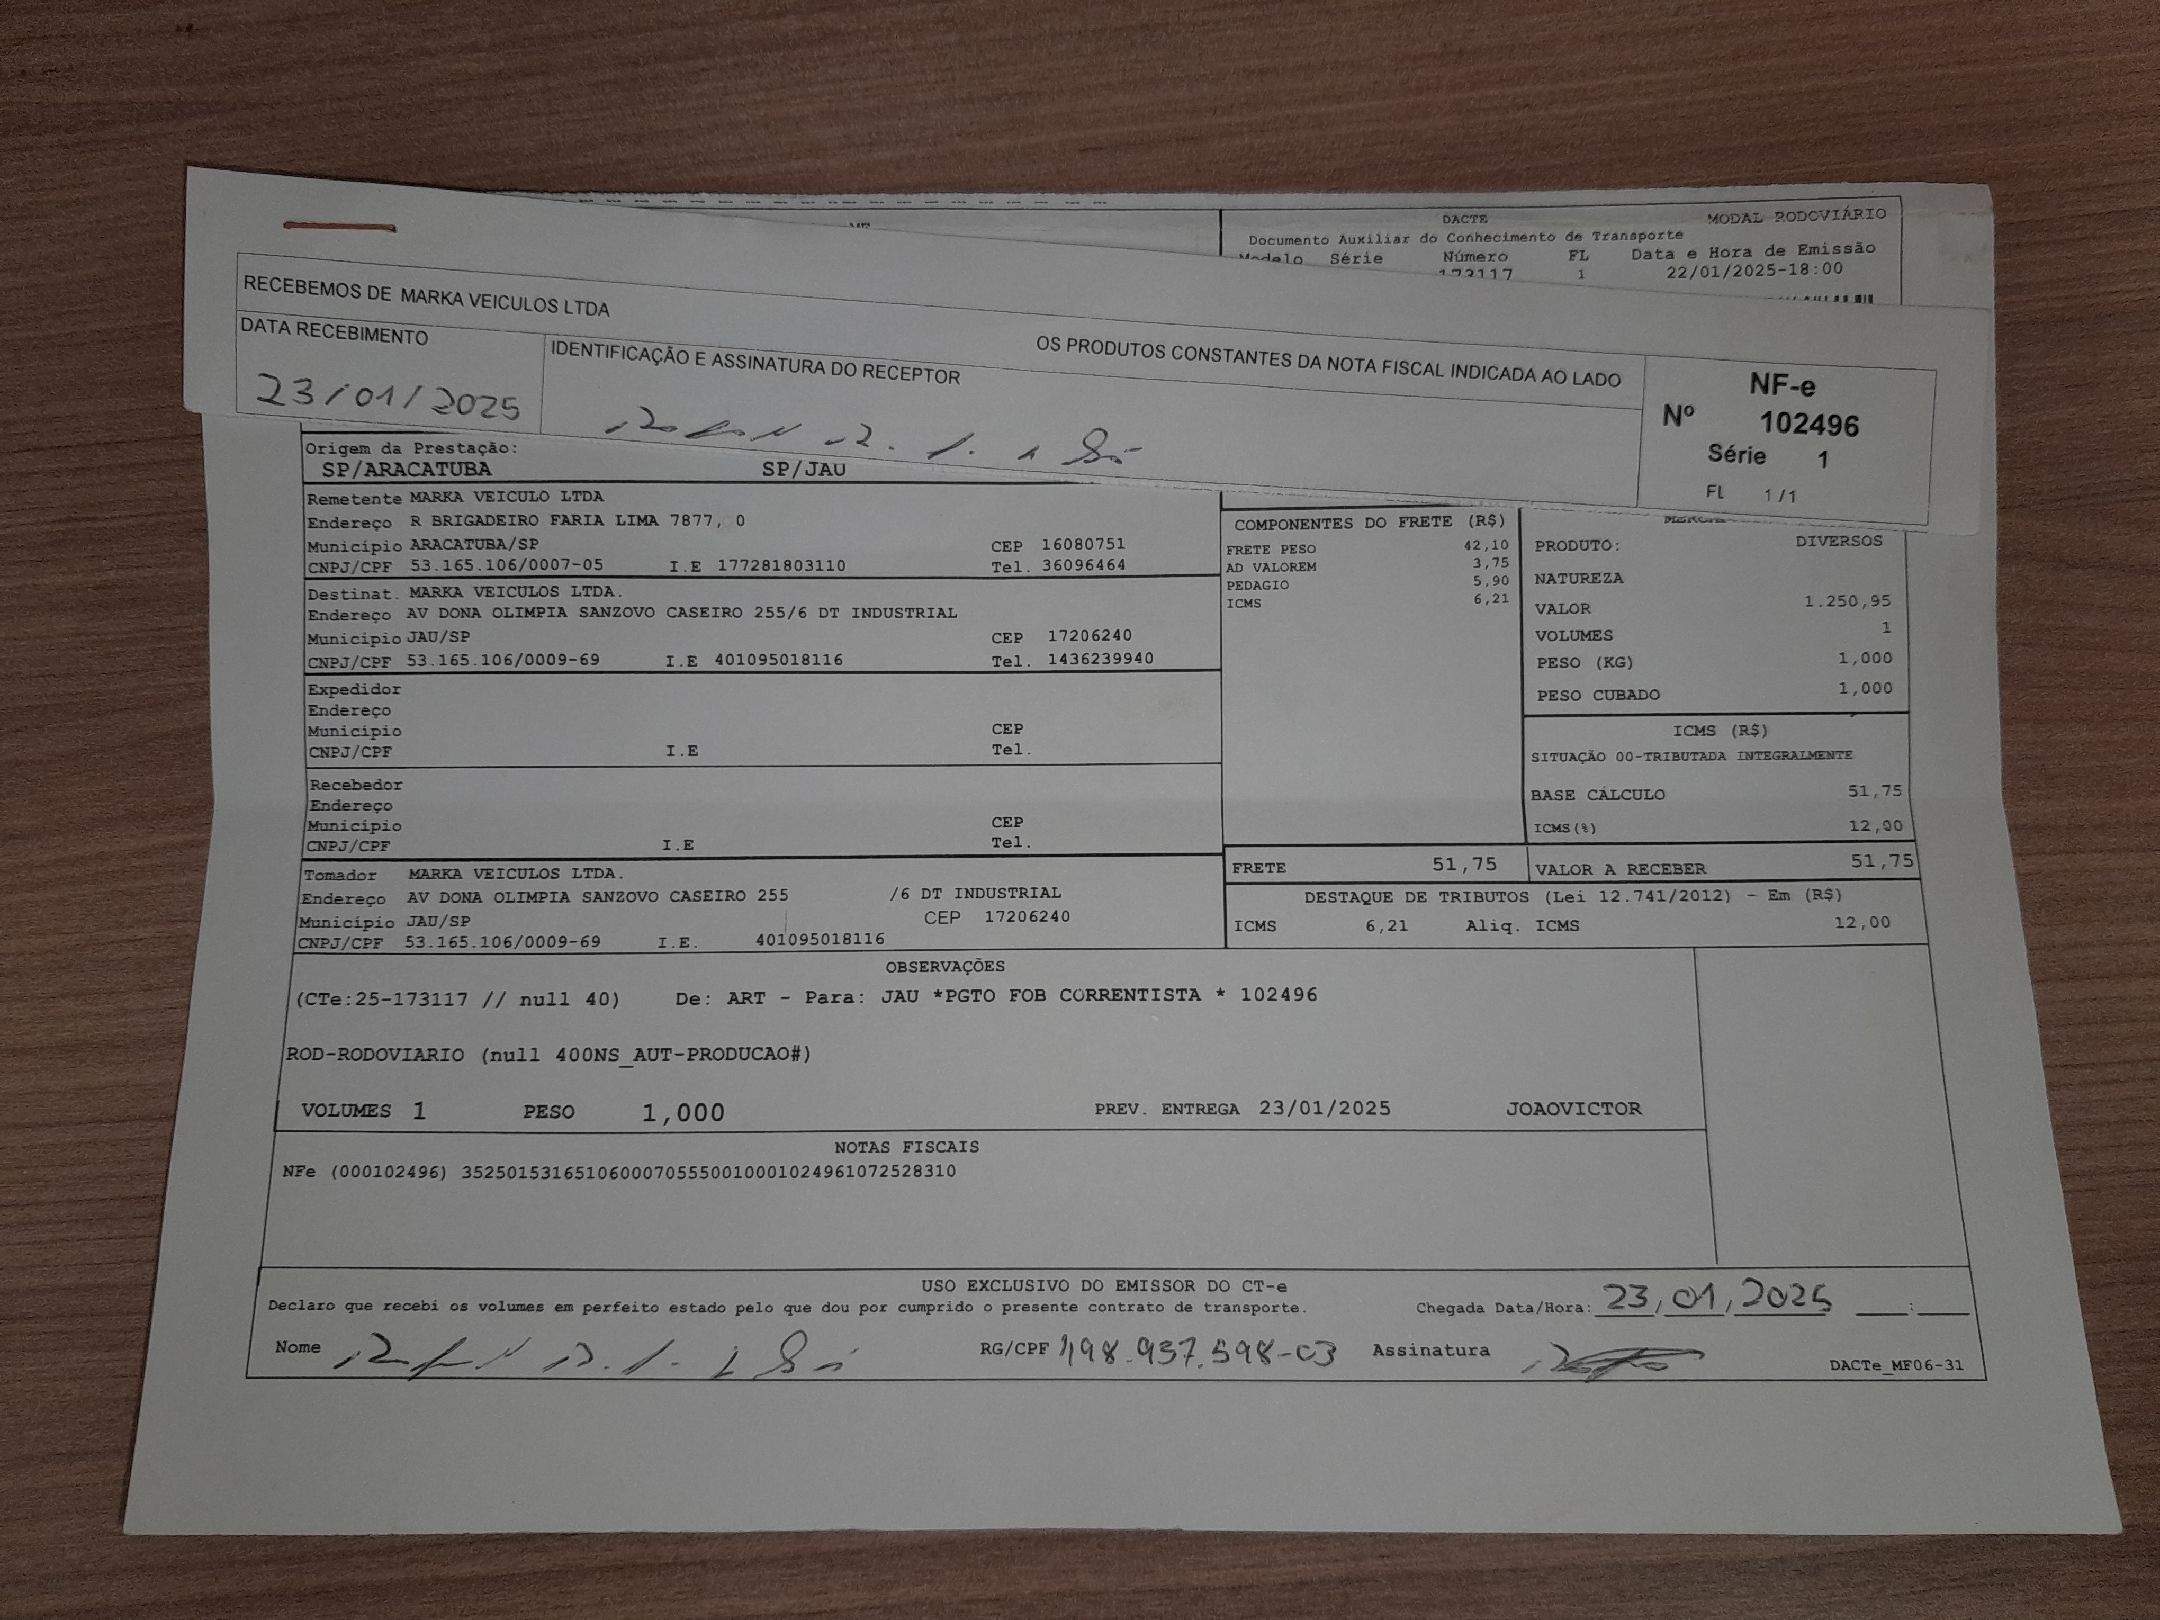 DACTE MODAL RODOVIÁRIO
Documento Auxiliar do Conhecimento de Transporte
Modelo Série Número FL Data e Hora de Emissão
173117 1 22/01/2025-18:00
RECEBEMOS DE MARKA VEICULOS LTDA
OS PRODUTOS CONSTANTES DA NOTA FISCAL INDICADA AO LADO
DATA RECEBIMENTO
23/01/2025
IDENTIFICAÇÃO E ASSINATURA DO RECEPTOR
NF-e
Nº 102496
Série 1
FL 1/1
Origem da Prestação:
SP/ARACATUBA SP/JAU
Remetente MARKA VEICULO LTDA
Endereço R BRIGADEIRO FARIA LIMA 7877, 0
Município ARACATUBA/SP CEP 16080751
CNPJ/CPF 53.165.106/0007-05 I.E 177281803110 Tel. 36096464
Destinat. MARKA VEICULOS LTDA.
Endereço AV DONA OLIMPIA SANZOVO CASEIRO 255/6 DT INDUSTRIAL
Município JAU/SP CEP 17206240
CNPJ/CPF 53.165.106/0009-69 I.E 401095018116 Tel. 1436239940
Expedidor
Endereço
Município CEP
CNPJ/CPF I.E Tel.
Recebedor
Endereço
Município CEP
CNPJ/CPF I.E Tel.
Tomador MARKA VEICULOS LTDA.
Endereço AV DONA OLIMPIA SANZOVO CASEIRO 255 /6 DT INDUSTRIAL
Município JAU/SP CEP 17206240
CNPJ/CPF 53.165.106/0009-69 I.E. 401095018116
COMPONENTES DO FRETE (R$)
FRETE PESO 42,10
AD VALOREM 3,75
PEDAGIO 5,90
ICMS 6,21
PRODUTO: DIVERSOS
NATUREZA
VALOR 1.250,95
VOLUMES 1
PESO (KG) 1,000
PESO CUBADO 1,000
ICMS (R$)
SITUAÇÃO 00-TRIBUTADA INTEGRALMENTE
BASE CÁLCULO 51,75
ICMS(%) 12,00
FRETE 51,75 VALOR A RECEBER 51,75
DESTAQUE DE TRIBUTOS (Lei 12.741/2012) - Em (R$)
ICMS 6,21 Aliq. ICMS 12,00
OBSERVAÇÕES
(CTe:25-173117 // null 40) De: ART - Para: JAU *PGTO FOB CORRENTISTA * 102496
ROD-RODOVIARIO (null 400NS_AUT-PRODUCAO#)
VOLUMES 1 PESO 1,000 PREV. ENTREGA 23/01/2025 JOAOVICTOR
NOTAS FISCAIS
NFe (000102496) 35250153165106000705550010001024961072528310
USO EXCLUSIVO DO EMISSOR DO CT-e
Declaro que recebi os volumes em perfeito estado pelo que dou por cumprido o presente contrato de transporte. Chegada Data/Hora: 23/01/2025 __:__
Nome RG/CPF 498.957.598-03 Assinatura
DACTe_MF06-31